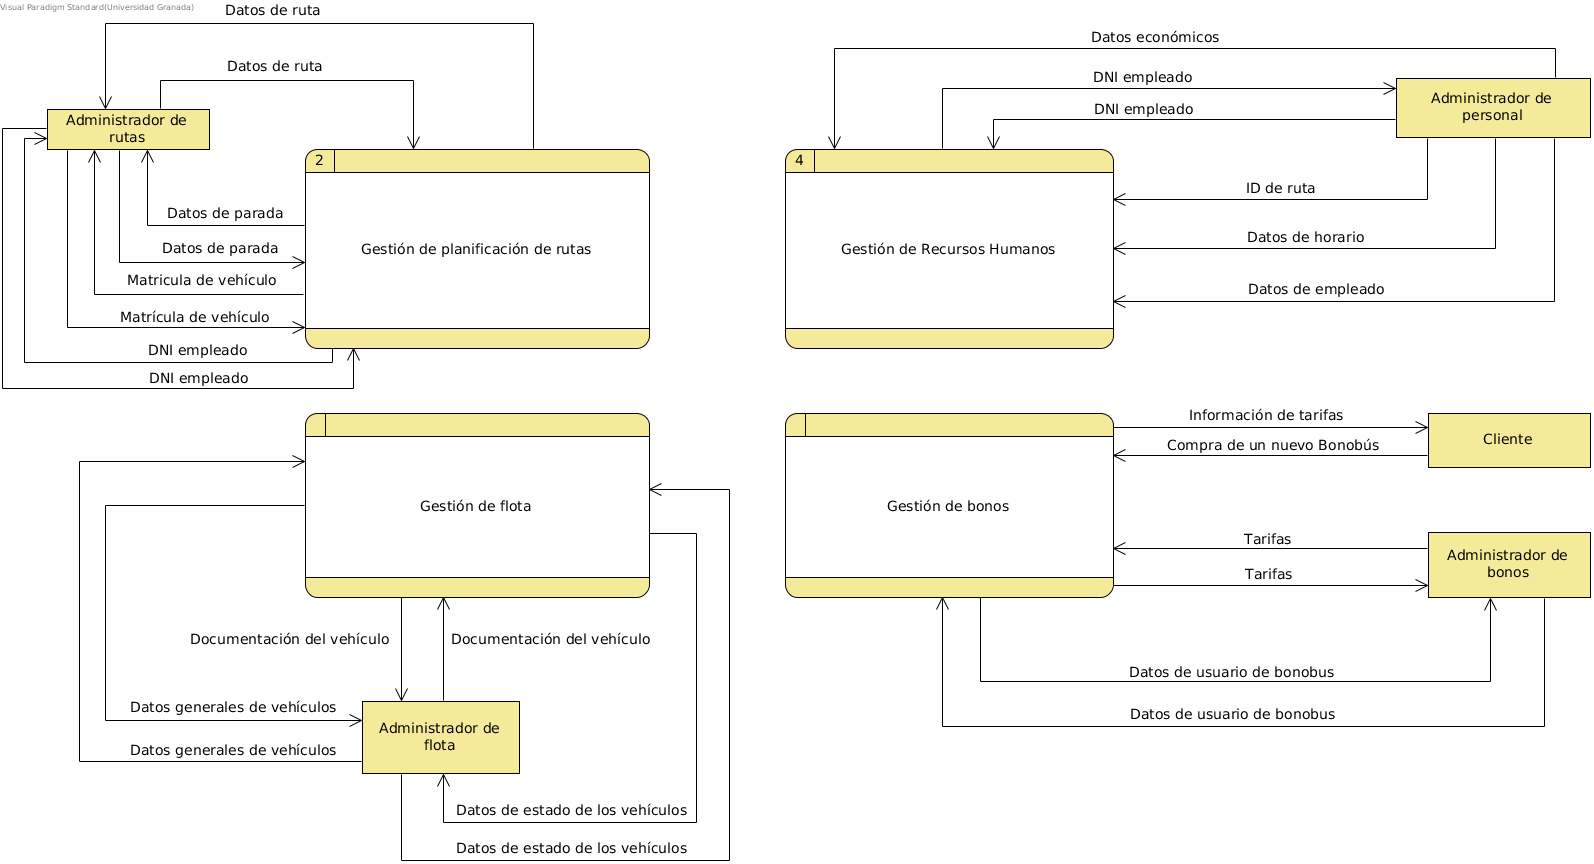 Visual Paradigm Standard(Universidad Granada)
Datos de ruta
Datos de ruta
Administrador de
rutas
2
Datos de parada
Datos de parada
Gestión de planificación de rutas
Matricula de vehículo
Matrícula de vehículo
DNI empleado
DNI empleado
Datos económicos
DNI empleado
DNI empleado
Administrador de
personal
4
ID de ruta
Datos de horario
Gestión de Recursos Humanos
Datos de empleado
Gestión de flota
Documentación del vehículo
Documentación del vehículo
Datos generales de vehículos
Datos generales de vehículos
Administrador de
flota
Datos de estado de los vehículos
Datos de estado de los vehículos
Información de tarifas
Compra de un nuevo Bonobús
Cliente
Gestión de bonos
Tarifas
Tarifas
Administrador de
bonos
Datos de usuario de bonobus
Datos de usuario de bonobus